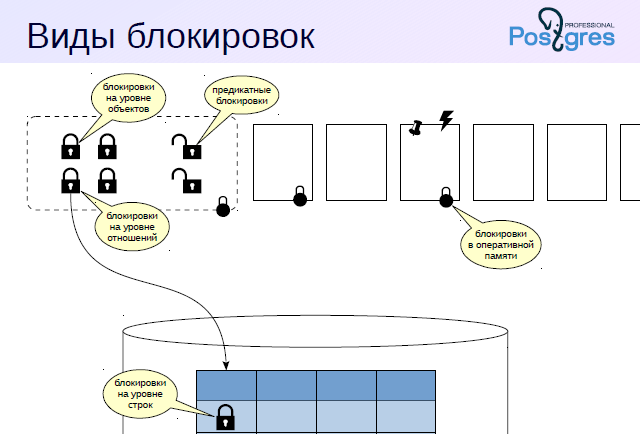 Виды блокировок
PROFESSIONAL
Postgres
блокировки
на уровне
объектов
предикатные
блокировки
блокировки
на уровне
отношений
блокировки
в оперативной
памяти
блокировки
на уровне
строк